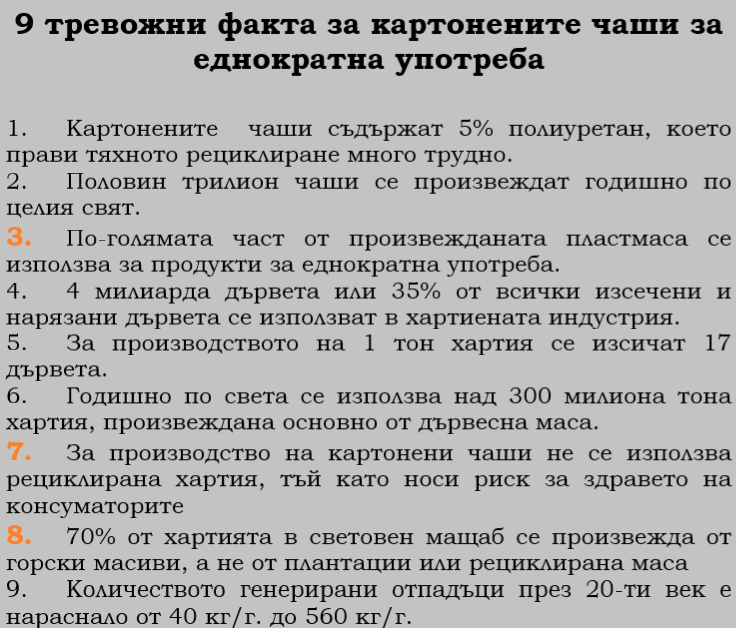 9 тревожни факта за картонените чаши за
еднократна употреба
1. Картонените чаши съдържат 5% полиуретан, което
прави тяхното рециклиране много трудно.
2. Половин трилион чаши се произвеждат годишно по
целия свят.
3. По-голямата част от произвежданата пластмаса се
използва за продукти за еднократна употреба.
4. 4 милиарда дървета или 35% от всички изсечени и
нарязани дървета се използват в хартиената индустрия.
5. За производството на 1 тон хартия се изсичат 17
дървета.
6. Годишно по света се използва над 300 милиона тона
хартия, произвеждана основно от дървесна маса.
7. За производство на картонени чаши не се използва
рециклирана хартия, тъй като носи риск за здравето на
консуматорите
8. 70% от хартията в световен мащаб се произвежда от
горски масиви, а не от плантации или рециклирана маса
9. Количеството генерирани отпадъци през 20-ти век е
нараснало от 40 кг/г. до 560 кг/г.